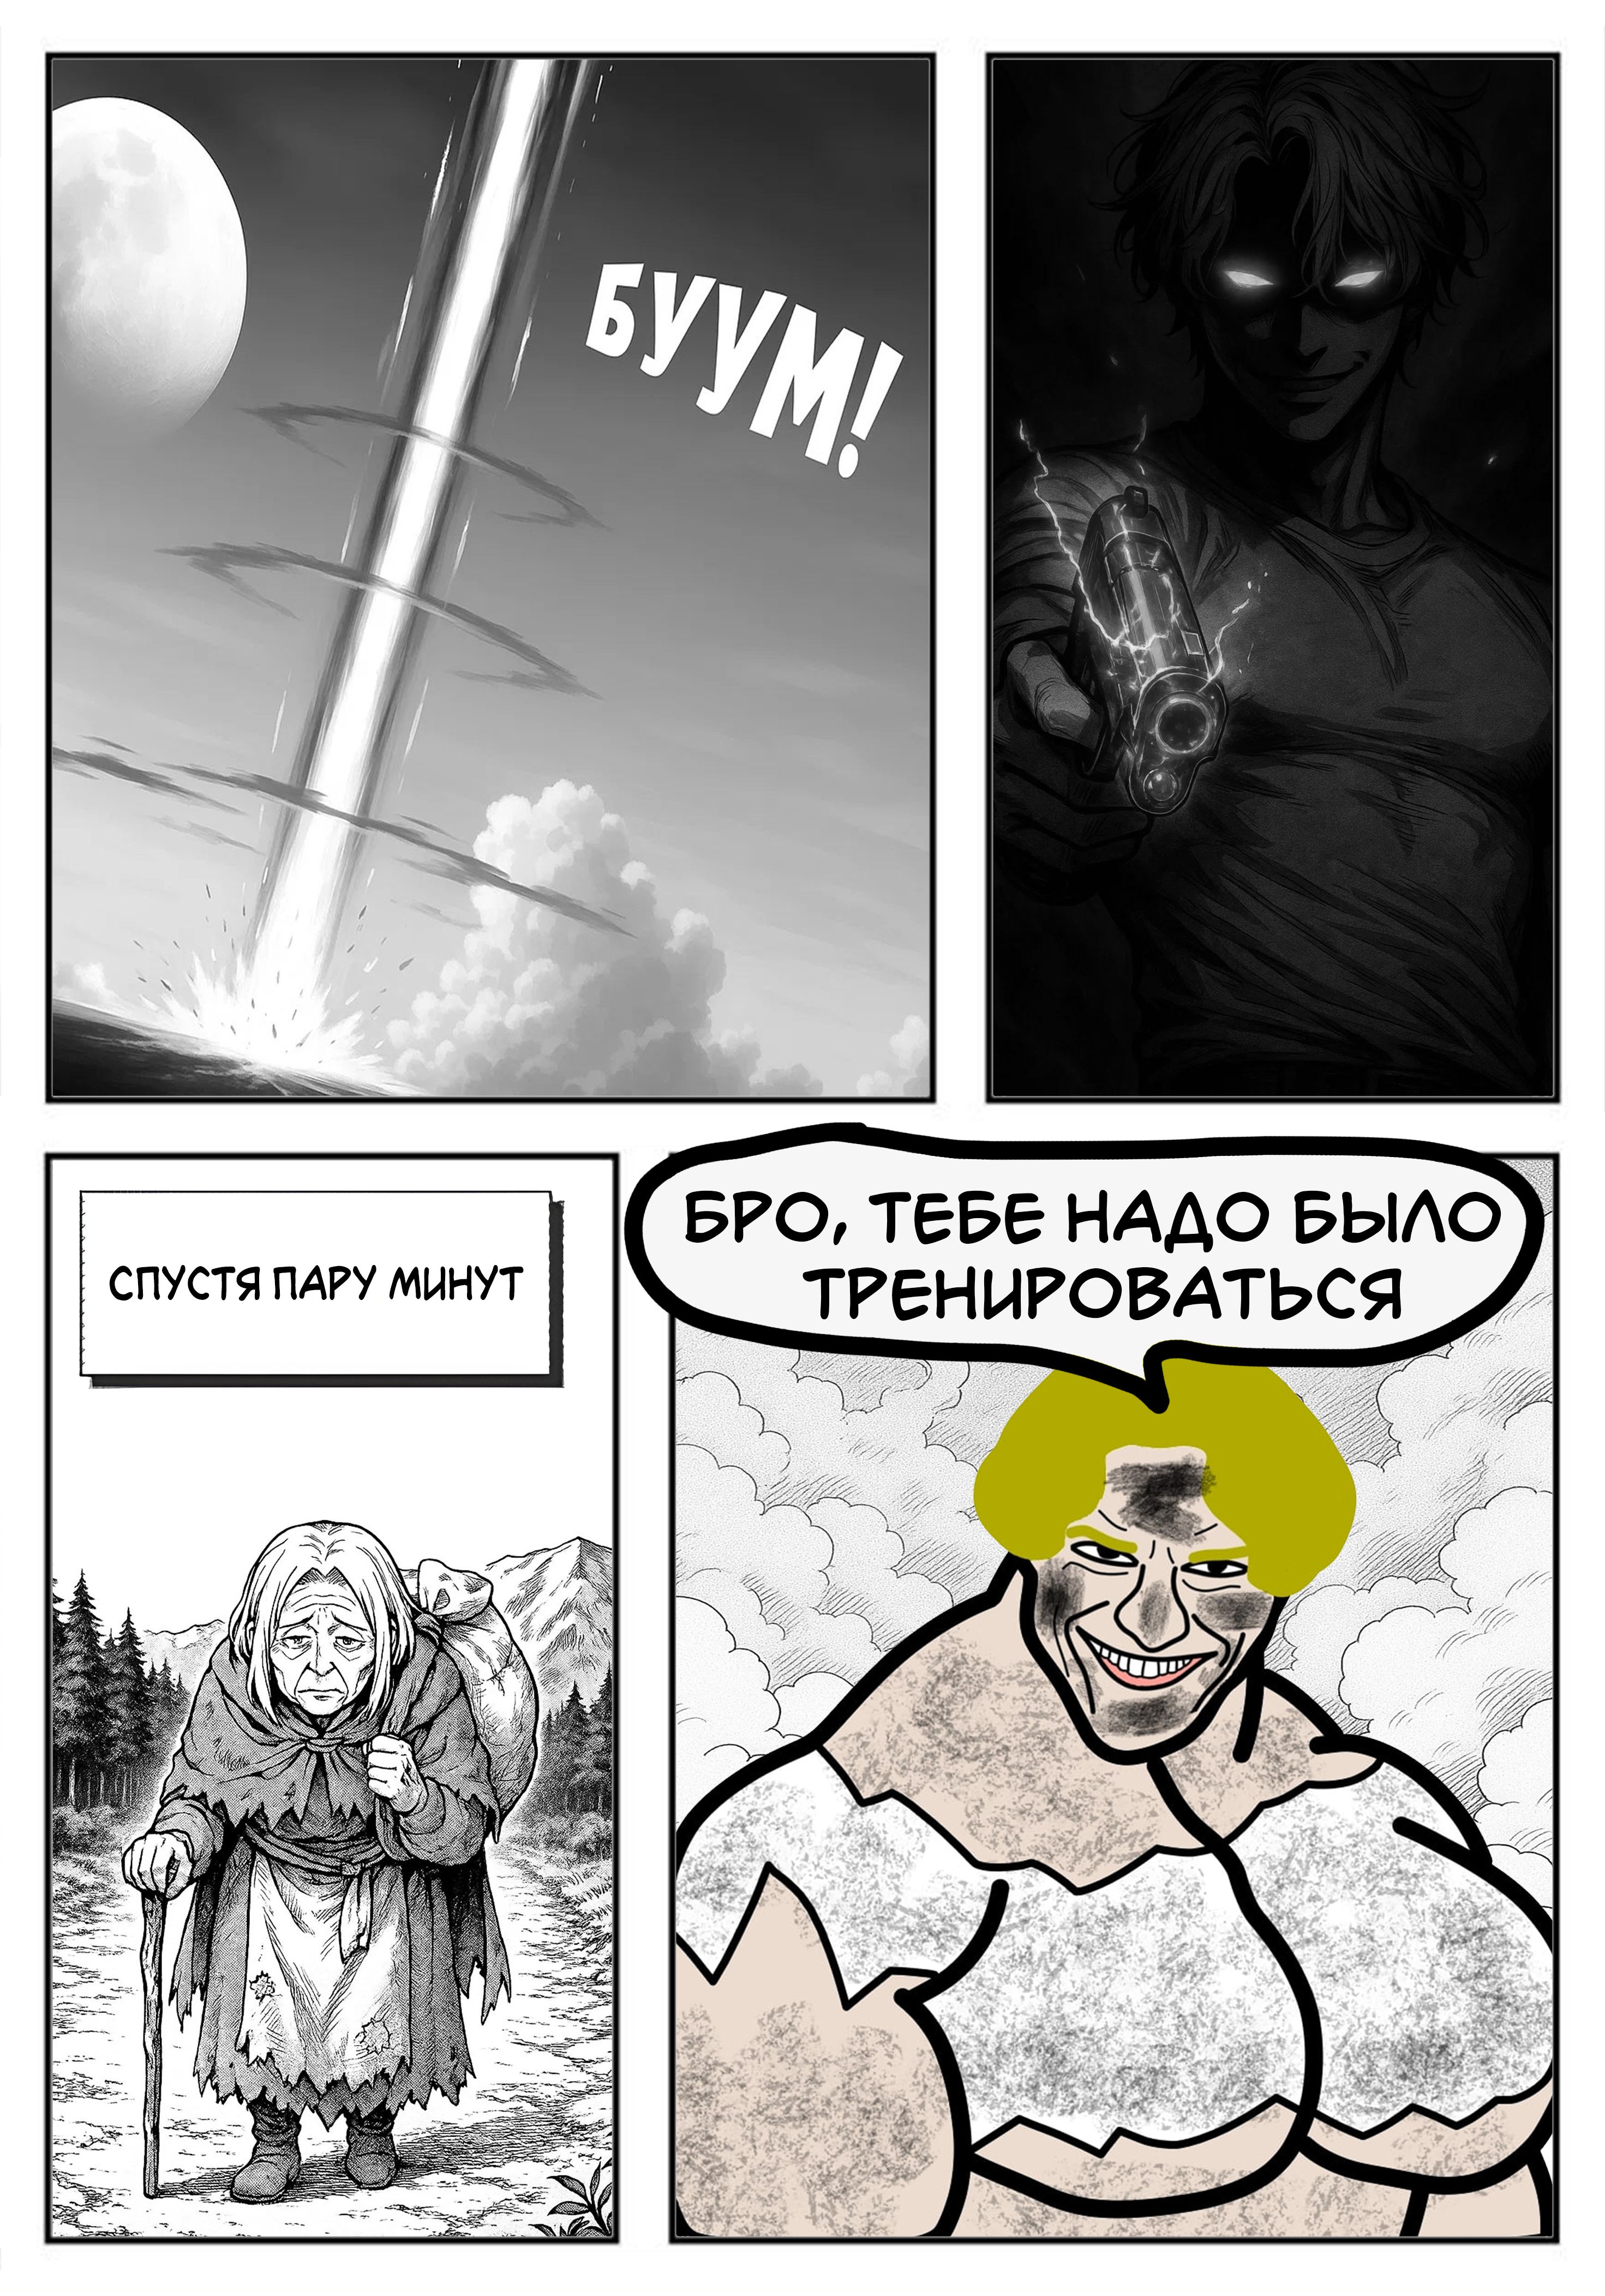 БУУМ!
СПУСТЯ ПАРУ МИНУТ
БРО, ТЕБЕ НАДО БЫЛО
ТРЕНИРОВАТЬСЯ